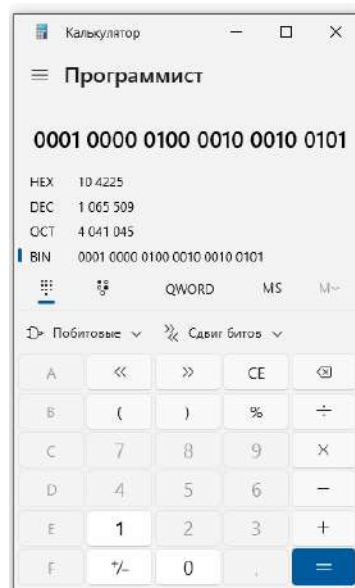 Калькулятор
Программист
0001 0000 0100 0010 0010 0101
HEX 10 4225
DEC 1 065 509
OCT 4 041 045
BIN 0001 0000 0100 0010 0010 0101
QWORD MS M
Побитовые Сдвиг битов
A << >> CE
B ( ) % ÷
C 7 8 9 ×
D 4 5 6 −
E 1 2 3 +
F +/− 0 . =